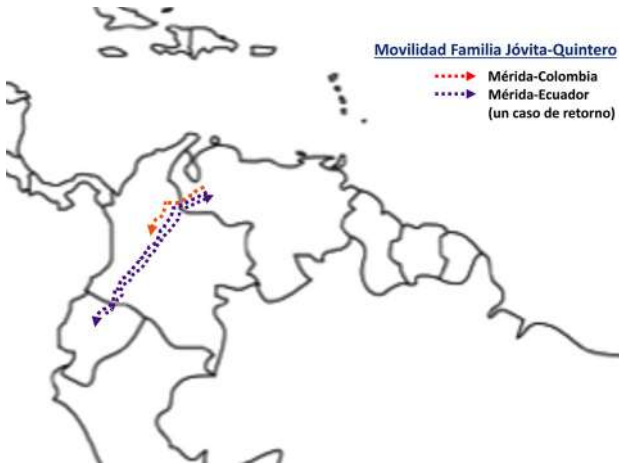 Movilidad Familia Jóvita-Quintero
Mérida-Colombia
Mérida-Ecuador
(un caso de retorno)